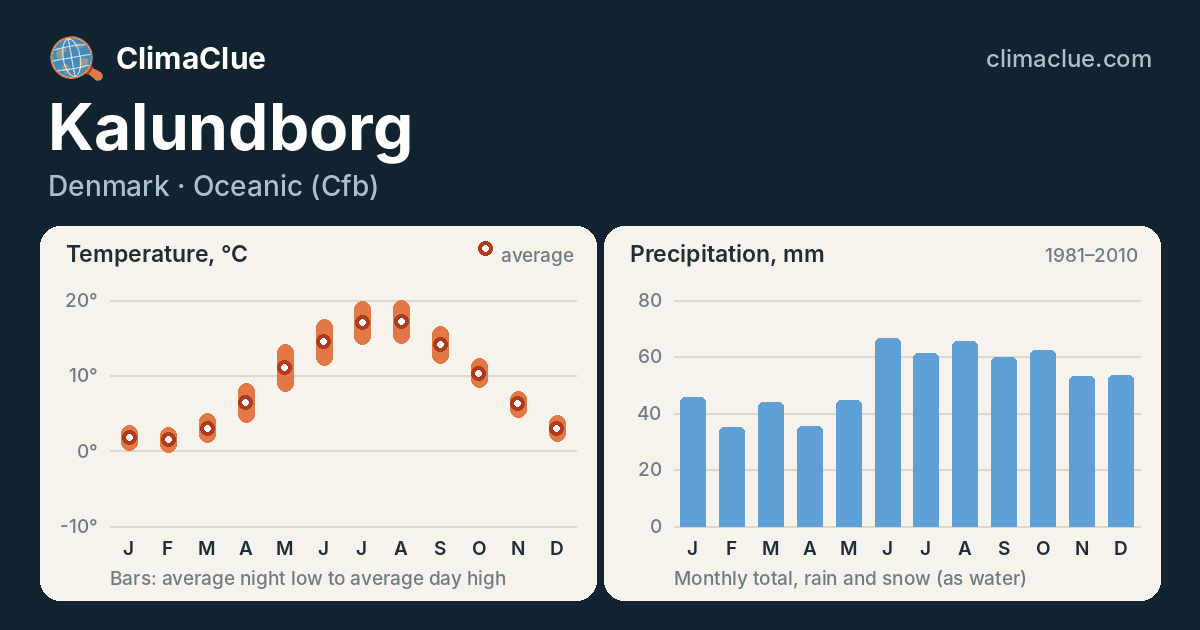 ClimaClue
climaclue.com
Kalundborg
Denmark · Oceanic (Cfb)
Temperature, °C
average
20°
10°
0°
-10°
J F M A M J J A S O N D
Bars: average night low to average day high
Precipitation, mm
1981–2010
80
60
40
20
0
J F M A M J J A S O N D
Monthly total, rain and snow (as water)